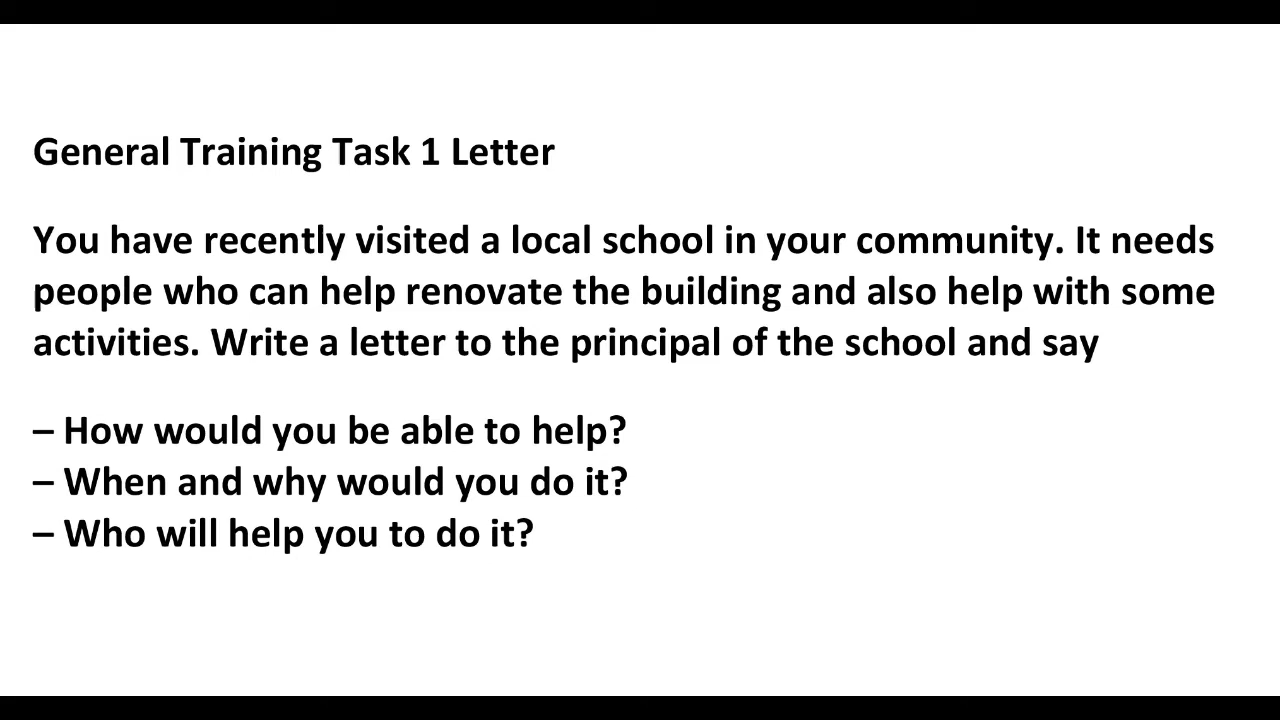 General Training Task 1 Letter
You have recently visited a local school in your community. It needs
people who can help renovate the building and also help with some
activities. Write a letter to the principal of the school and say
– How would you be able to help?
– When and why would you do it?
– Who will help you to do it?